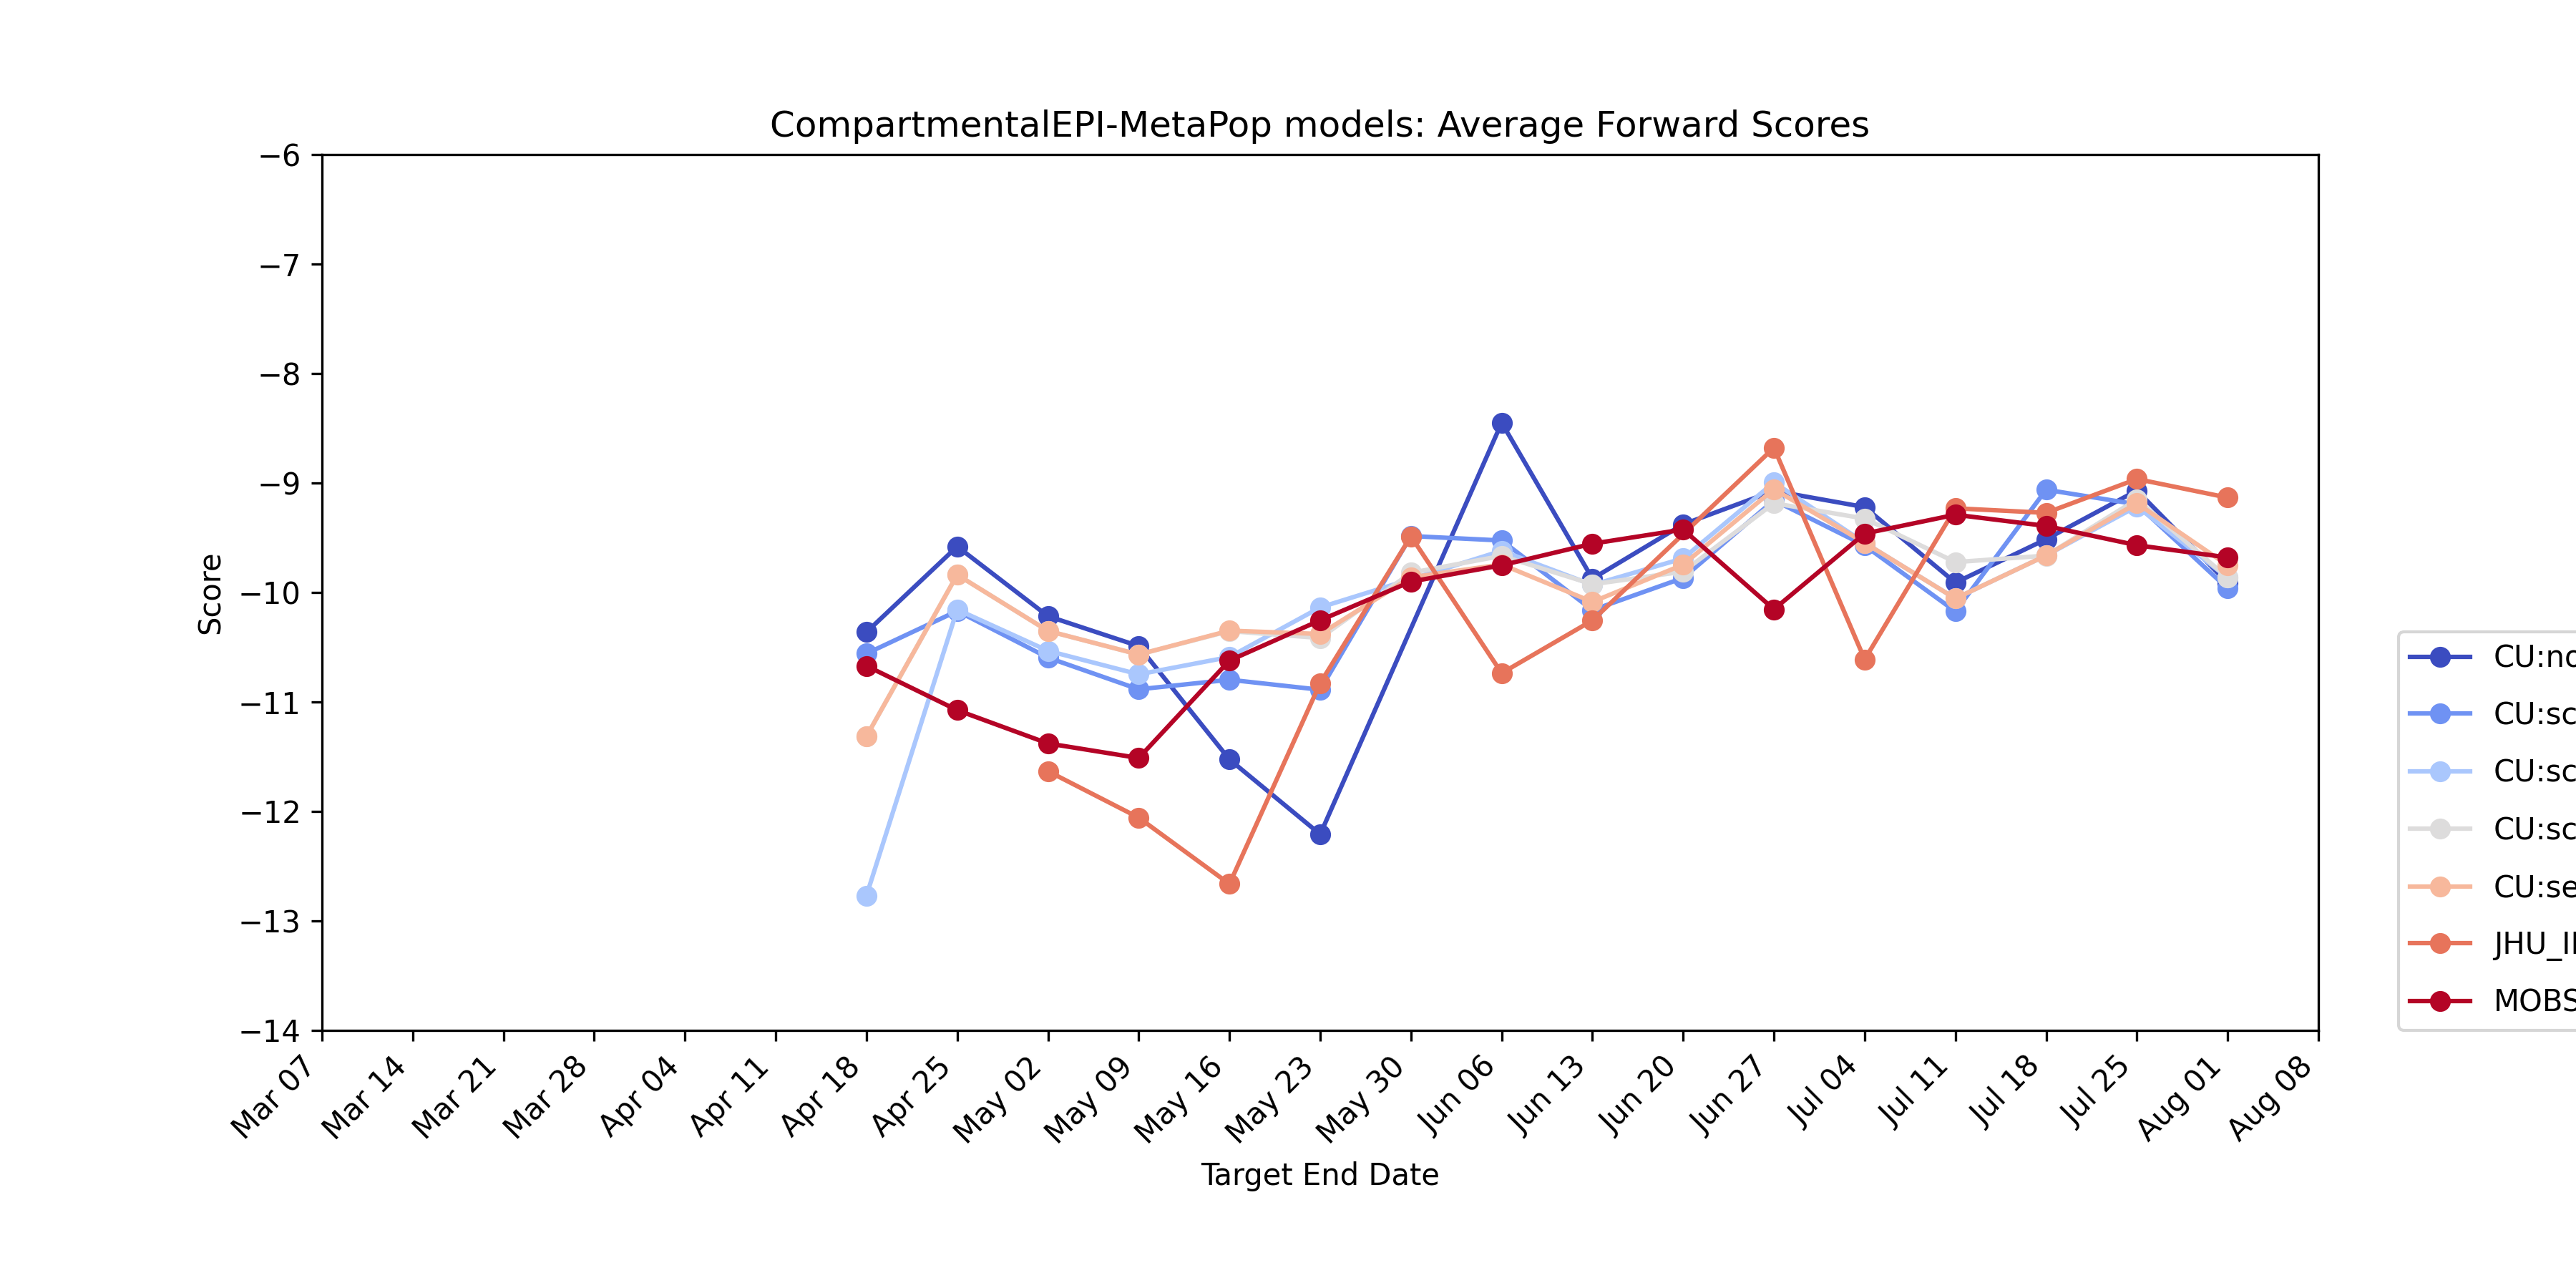 CompartmentalEPI-MetaPop models: Average Forward Scores
−6
−7
−8
−9
−10
−11
−12
−13
−14
Score
Mar 07
Mar 14
Mar 21
Mar 28
Apr 04
Apr 11
Apr 18
Apr 25
May 02
May 09
May 16
May 23
May 30
Jun 06
Jun 13
Jun 20
Jun 27
Jul 04
Jul 11
Jul 18
Jul 25
Aug 01
Aug 08
Target End Date
CU:no
CU:sc
CU:sc
CU:sc
CU:se
JHU_I
MOBS